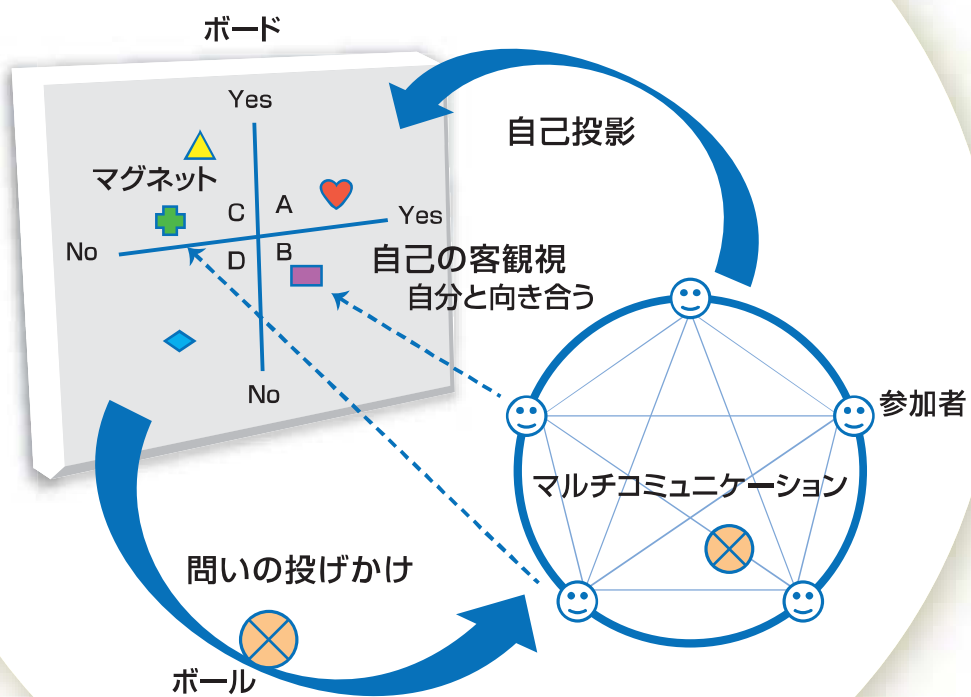 ボード
Yes
自己投影
マグネット
C
A
Yes
No
D
B
自己の客観視
自分と向き合う
No
参加者
マルチコミュニケーション
問いの投げかけ
ボール